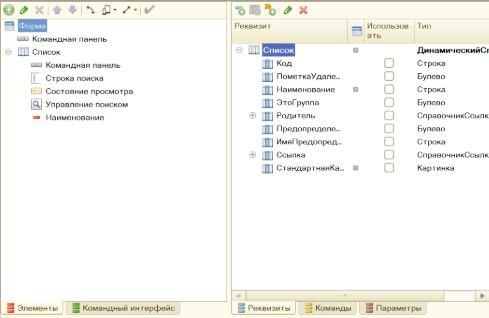 Форма
Командная панель
Список
Командная панель
Строка поиска
Состояние просмотра
Управление поиском
Наименование
Элементы
Командный интерфейс
Реквизит
Использов
ать
Тип
Список
ДинамическийСп
Код
Строка
ПометкаУдале..
Булево
Наименование
Строка
ЭтоГруппа
Булево
Родитель
СправочникСсылк
Предопределе..
Булево
ИмяПредопред..
Строка
Ссылка
СправочникСсылк
СтандартнаяКа..
Картинка
Реквизиты
Команды
Параметры